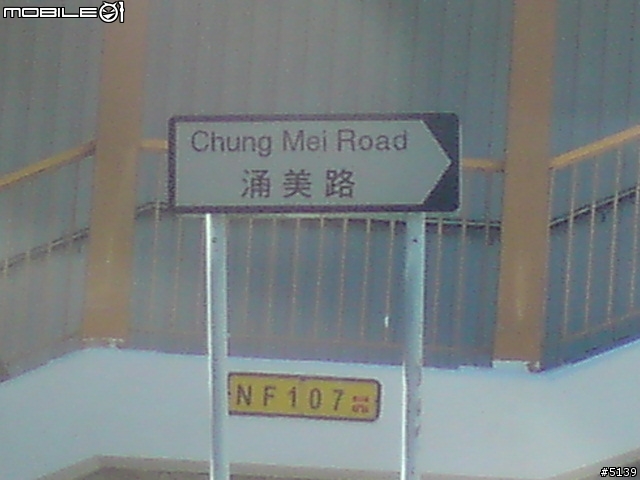 MOBILE01
Chung Mei Road
涌美路
NF107
#5139